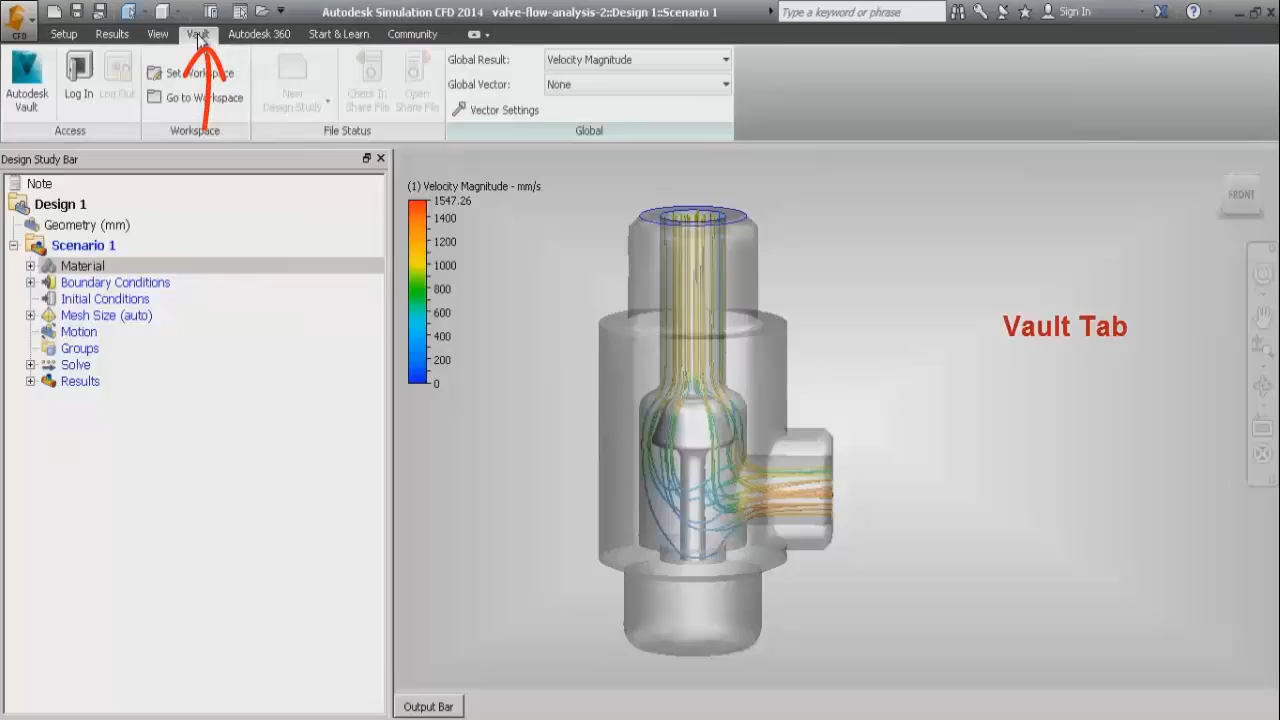 Autodesk Simulation CFD 2014 valve-flow-analysis-2::Design 1::Scenario 1
Type a keyword or phrase
Sign In
CFD
Setup Results View Vault Autodesk 360 Start & Learn Community
Autodesk Vault
Log In
Log Out
Set Workspace
Go to Workspace
New Design Study
Check In Share File
Open Share File
Global Result: Velocity Magnitude
Global Vector: None
Vector Settings
Access Workspace File Status Global
Design Study Bar
Note
Design 1
Geometry (mm)
Scenario 1
Material
Boundary Conditions
Initial Conditions
Mesh Size (auto)
Motion
Groups
Solve
Results
(1) Velocity Magnitude - mm/s
1547.26
1400
1200
1000
800
600
400
200
0
FRONT
Vault Tab
Output Bar